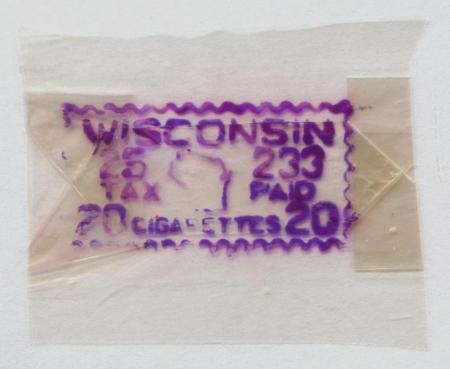 WISCONSIN
25 233
TAX PAID
20 CIGARETTES 20